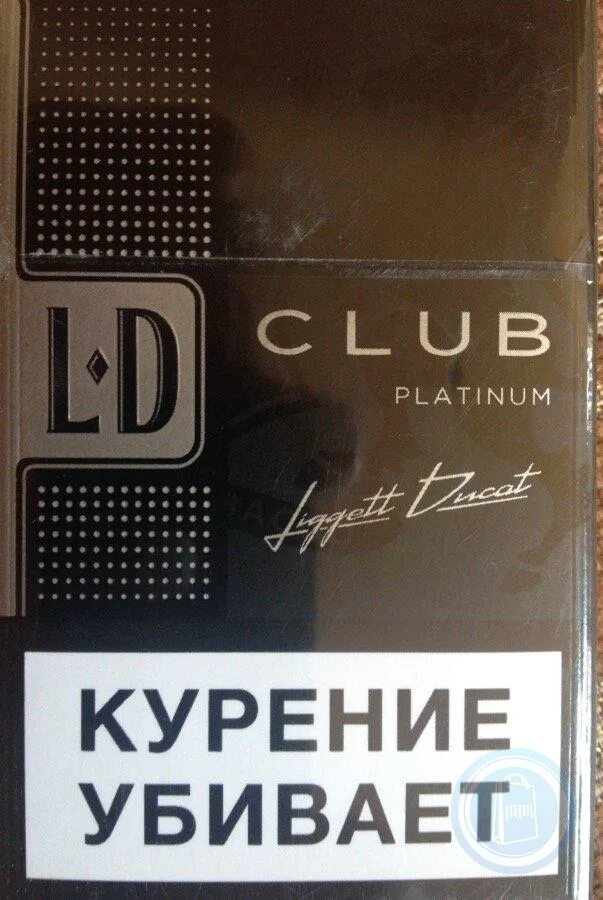 L·D
CLUB
PLATINUM
Liggett Ducat
КУРЕНИЕ
УБИВАЕТ